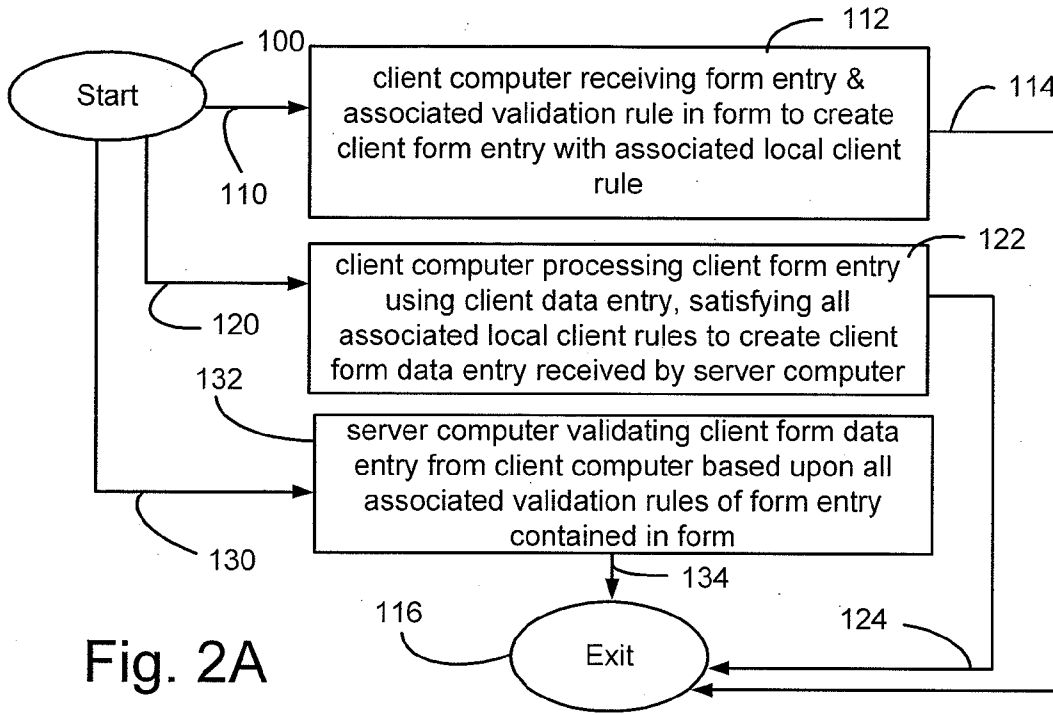 100
Start
110
112
client computer receiving form entry &
associated validation rule in form to create
client form entry with associated local client
rule
114
120
122
client computer processing client form entry
using client data entry, satisfying all
associated local client rules to create client
form data entry received by server computer
132
server computer validating client form data
entry from client computer based upon all
associated validation rules of form entry
contained in form
130
134
116
Exit
124
Fig. 2A